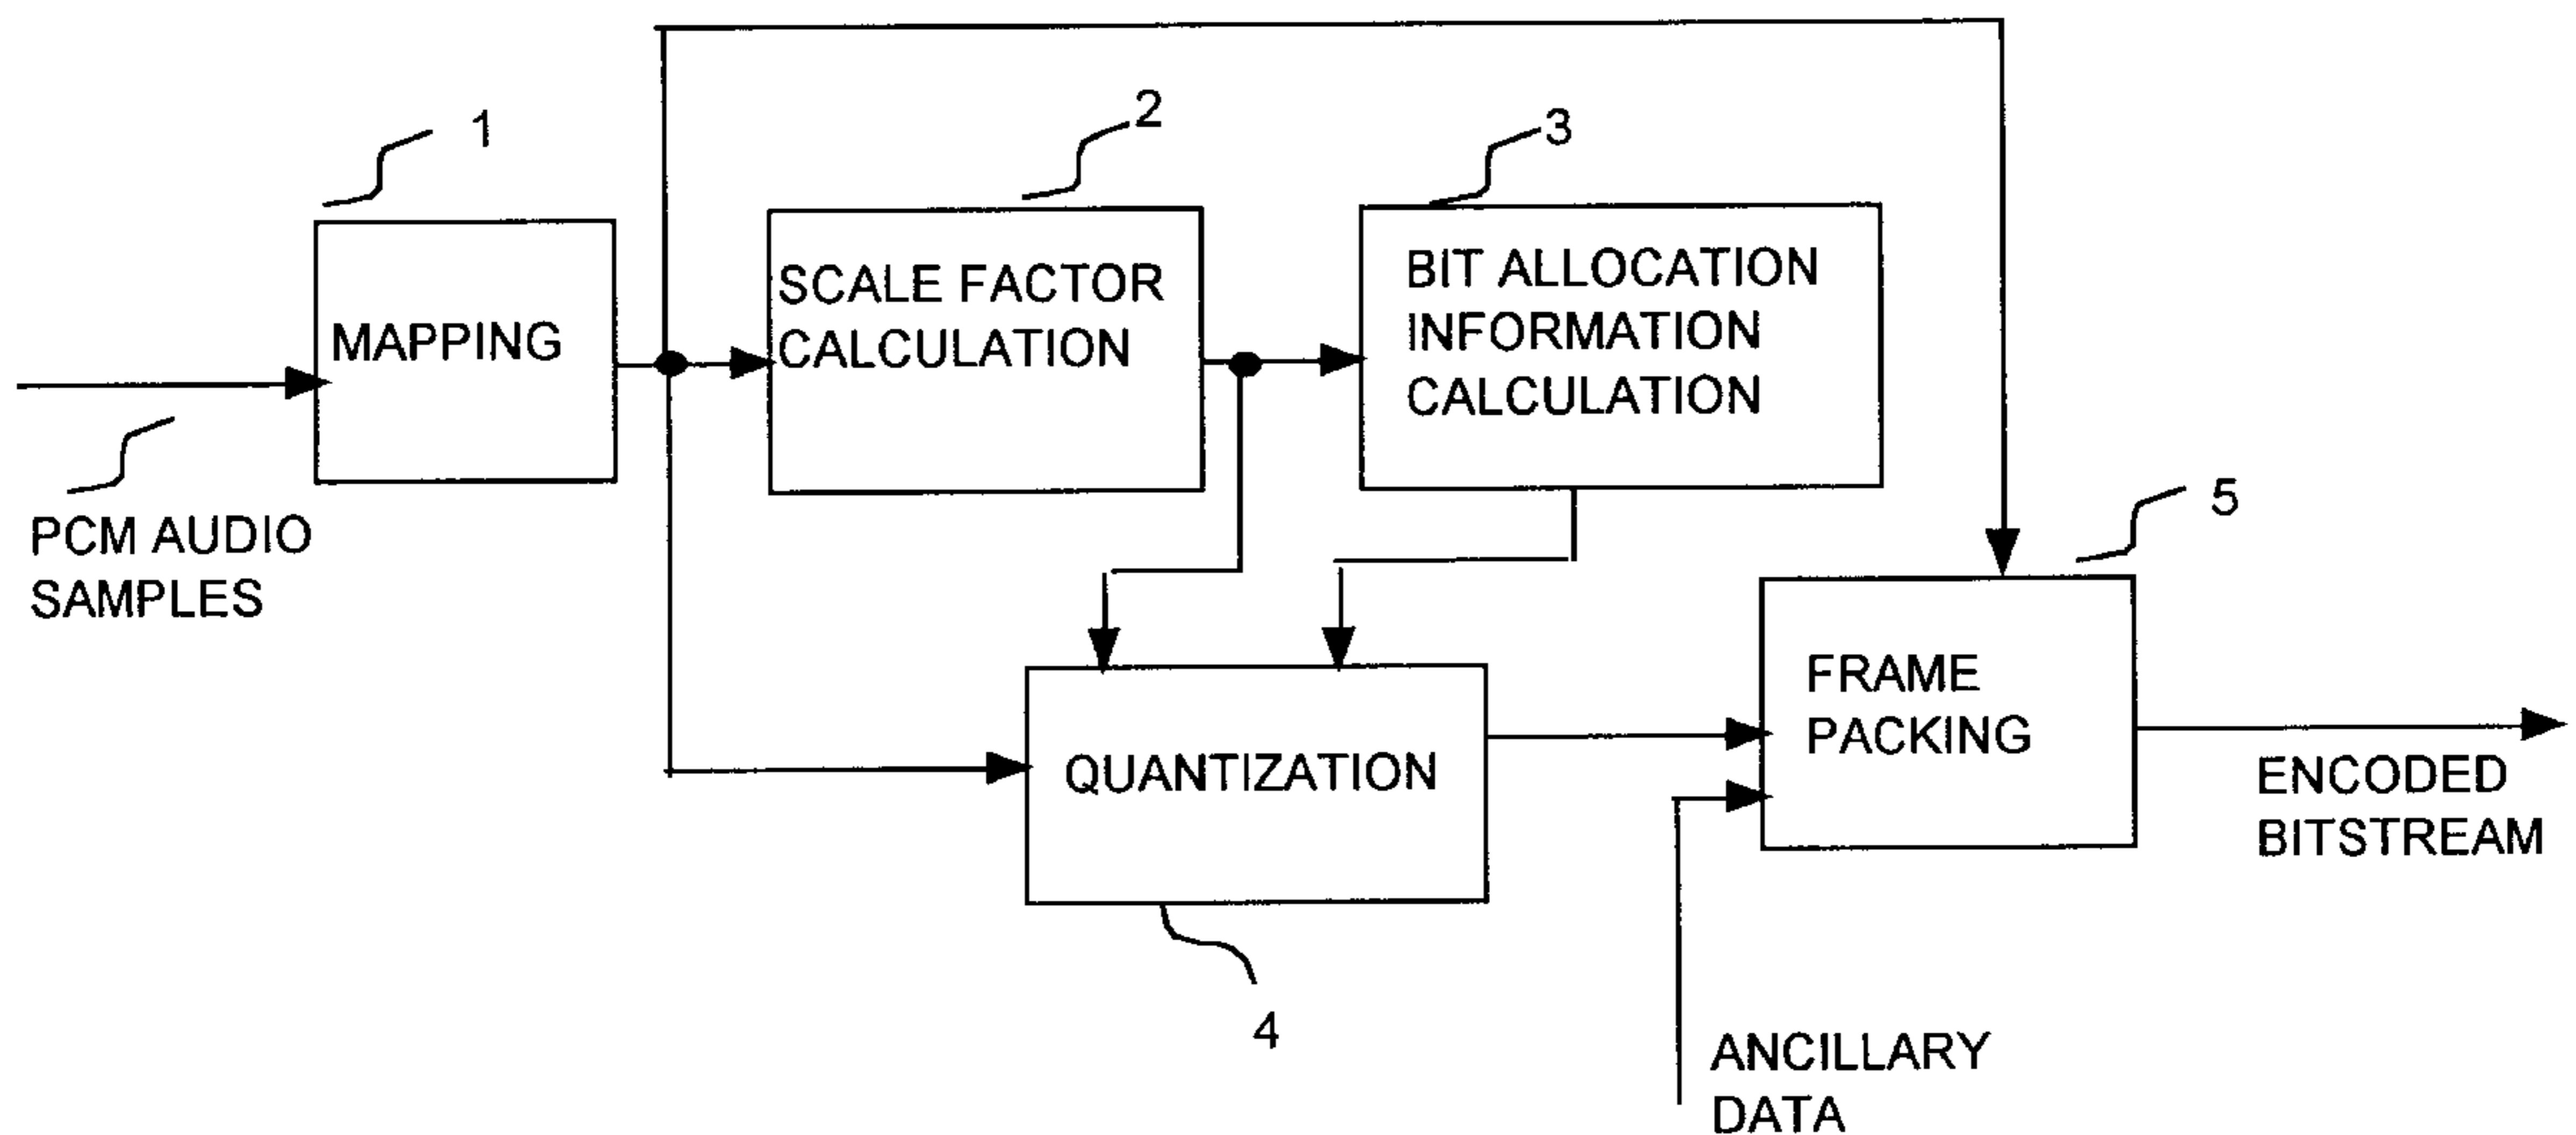 1
2
3
MAPPING
SCALE FACTOR
CALCULATION
BIT ALLOCATION
INFORMATION
CALCULATION
PCM AUDIO
SAMPLES
5
QUANTIZATION
FRAME
PACKING
ENCODED
BITSTREAM
4
ANCILLARY
DATA